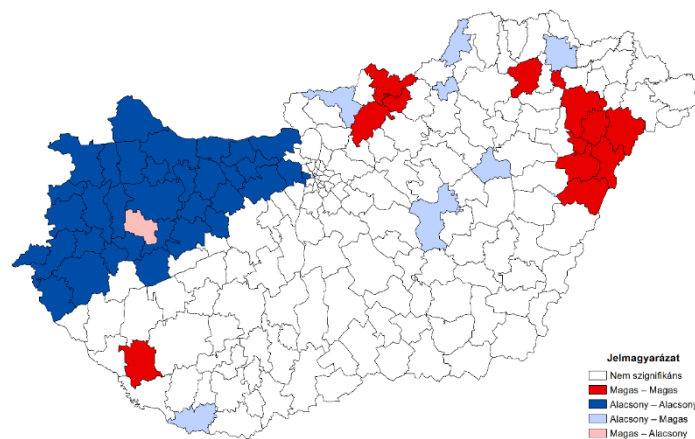 Jelmagyarázat
Nem szignifikáns
Magas – Magas
Alacsony – Alacsony
Alacsony – Magas
Magas – Alacsony